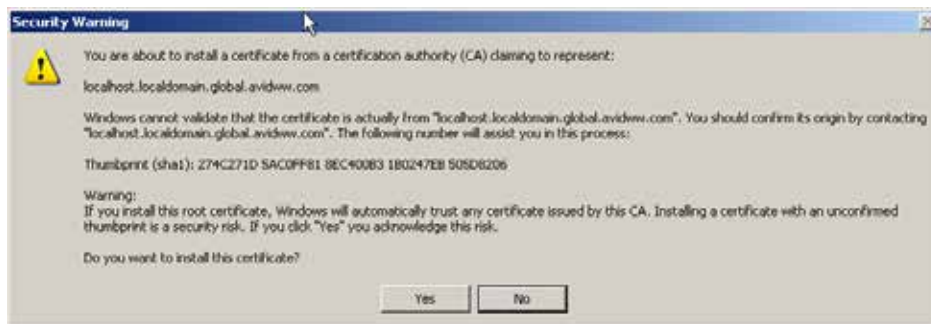 Security Warning
You are about to install a certificate from a certification authority (CA) claiming to represent:
localhost.localdomain.global.avidww.com
Windows cannot validate that the certificate is actually from "localhost.localdomain.global.avidww.com". You should confirm its origin by contacting
"localhost.localdomain.global.avidww.com". The following number will assist you in this process:
Thumbprint (sha1): 274C271D 5AC0FF81 8EC400B3 1B0247EB 505D8206
Warning:
If you install this root certificate, Windows will automatically trust any certificate issued by this CA. Installing a certificate with an unconfirmed
thumbprint is a security risk. If you click "Yes" you acknowledge this risk.
Do you want to install this certificate?
Yes No